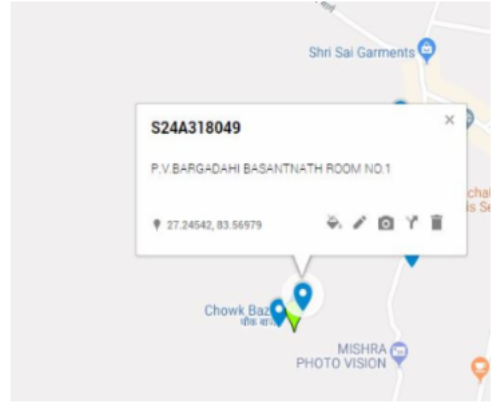 Shri Sai Garments
S24A318049
×
P.V.BARGADAHI BASANTNATH ROOM NO.1
27.24542, 83.56979
Chowk Baz
चौक
MISHRA
PHOTO VISION